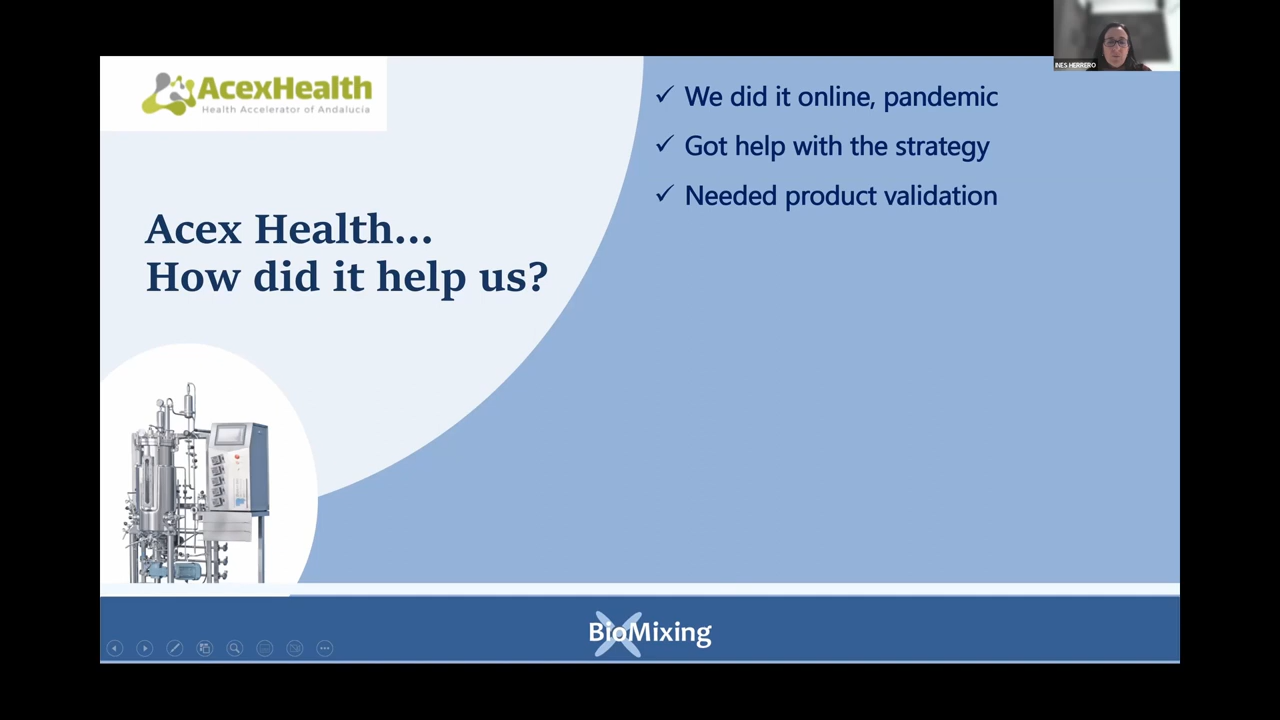 INES HERRERO
AcexHealth
Health Accelerator of Andalucía
We did it online, pandemic
Got help with the strategy
Needed product validation
Acex Health...
How did it help us?
BioMixing